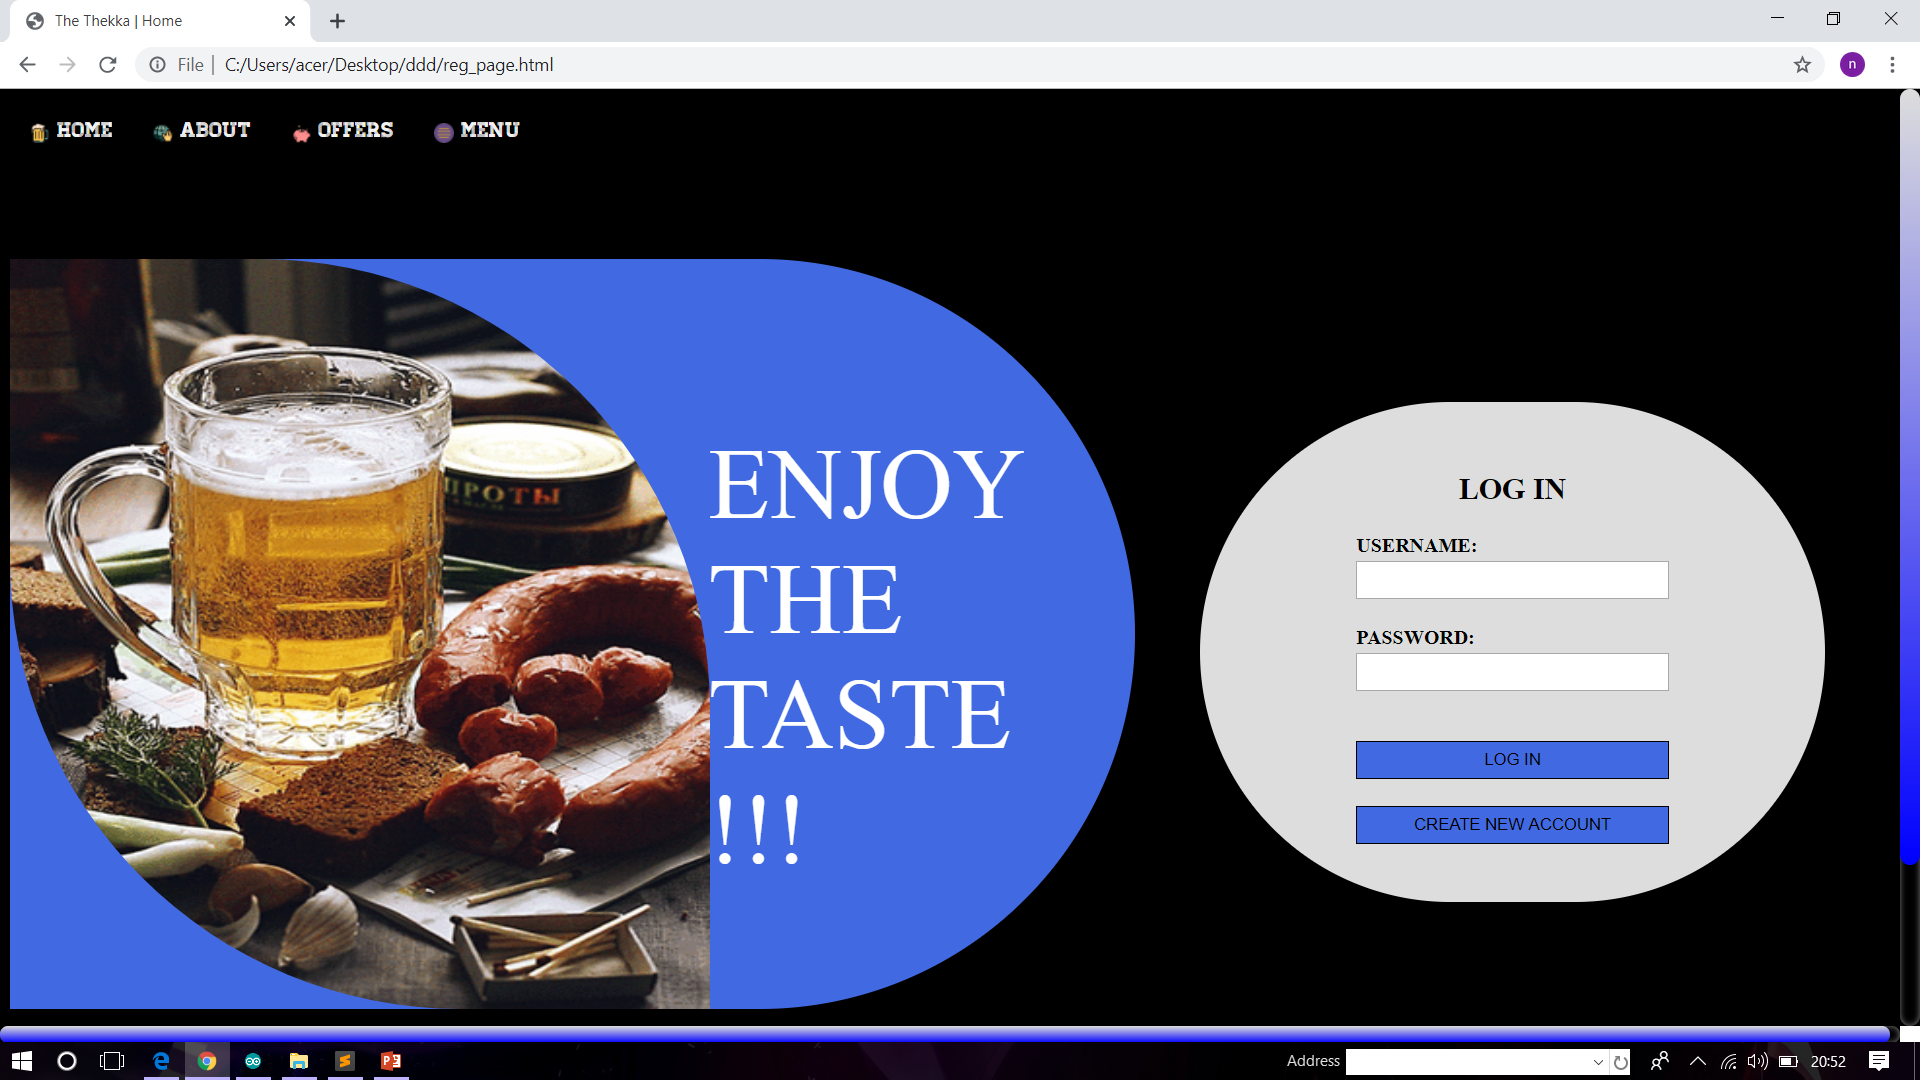 The Thekka | Home
File | C:/Users/acer/Desktop/ddd/reg_page.html
n
HOME ABOUT OFFERS MENU
ПРОТЫ
ENJOY
THE
TASTE
!!!
LOG IN
USERNAME:
PASSWORD:
LOG IN
CREATE NEW ACCOUNT
Address
20:52